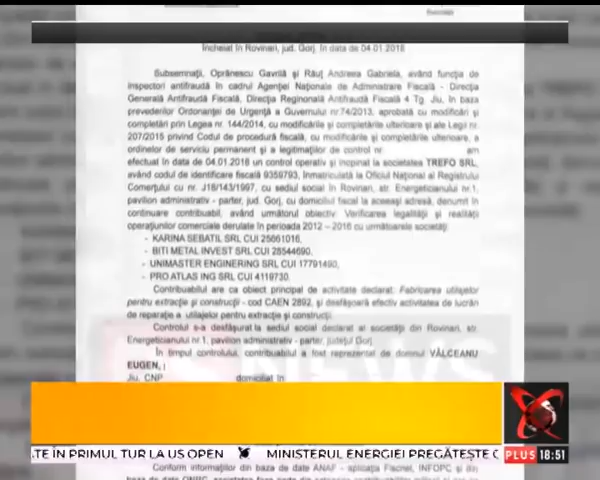 Încheiat în Rovinari, jud. Gorj, în data de 04.01.2018
Subsemnații, Oprănescu Gavrilă și Răuț Andreea Gabriela, având funcția de
inspectori antifraudă în cadrul Agenției Naționale de Administrare Fiscală - Direcția
Generală Antifraudă Fiscală, Direcția Reginonală Antifraudă Fiscală 4 Tg. Jiu, în baza
prevederilor Ordonanței de Urgență a Guvernului nr.74/2013, aprobată cu modificări și
completări prin Legea nr. 144/2014, cu modificările și completările ulterioare și ale Legii nr.
207/2015 privind Codul de procedură fiscală, cu modificările și completările ulterioare, a
ordinelor de serviciu permanent și a legitimațiilor de control nr. am
efectuat în data de 04.01.2018 un control operativ și inopinat la societatea TREFO SRL,
având codul de identificare fiscală 9359793, înmatriculată la Oficiul Național al Registrului
Comerțului cu nr. J18/143/1997, cu sediul social în Rovinari, str. Energeticianului nr.1,
pavilion administrativ - parter, jud. Gorj, cu domiciliul fiscal la aceeași adresă, denumit în
continuare contribuabil, având următorul obiectiv: Verificarea legalității și realității
operațiunilor comerciale derulate în perioada 2012 – 2016 cu următoarele societăți:
- KARINA SEBATIL SRL CUI 25661016,
- BITI METAL INVEST SRL CUI 28544690,
- UNIMASTER ENGINERING SRL CUI 17791490,
- PRO ATLAS ING SRL CUI 4119730.
Contribuabilul are ca obiect principal de activitate declarat: Fabricarea utilajelor
pentru extracție și construcții - cod CAEN 2892, și desfășoară efectiv activitatea de lucrări
de reparație a utilajelor pentru extracție și construcții.
Controlul s-a desfășurat la sediul social declarat al societății din Rovinari, str.
Energeticianului nr.1, pavilion administrativ - parter, județul Gorj.
În timpul controlului, contribuabilul a fost reprezentat de domnul VÂLCEANU
EUGEN,
Jiu, CNP domiciliat în
.TE ÎN PRIMUL TUR LA US OPEN MINISTERUL ENERGIEI PREGĂTEȘTE
PLUS 18:51
Conform informațiilor din baza de date ANAF - aplicația Fiscnet, INFOPC și din